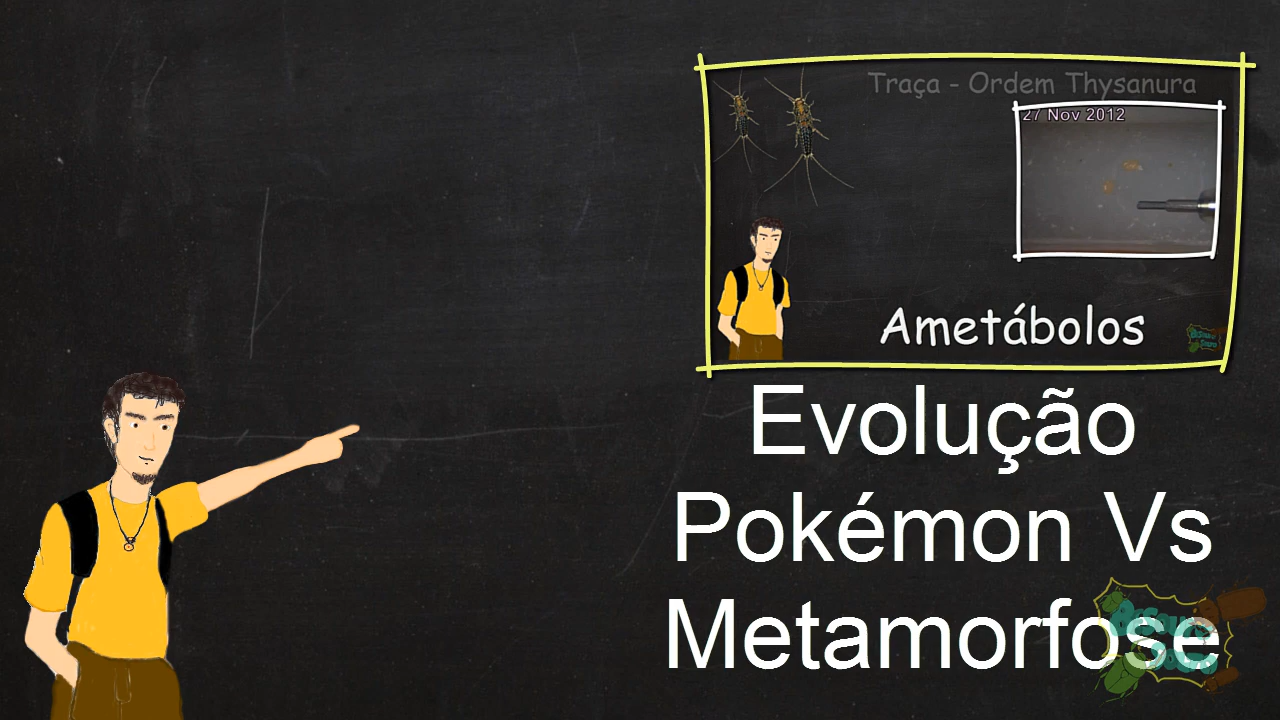 Traça - Ordem Thysanura
27 Nov 2012
Ametábolos
Evolução
Pokémon Vs
Metamorfose